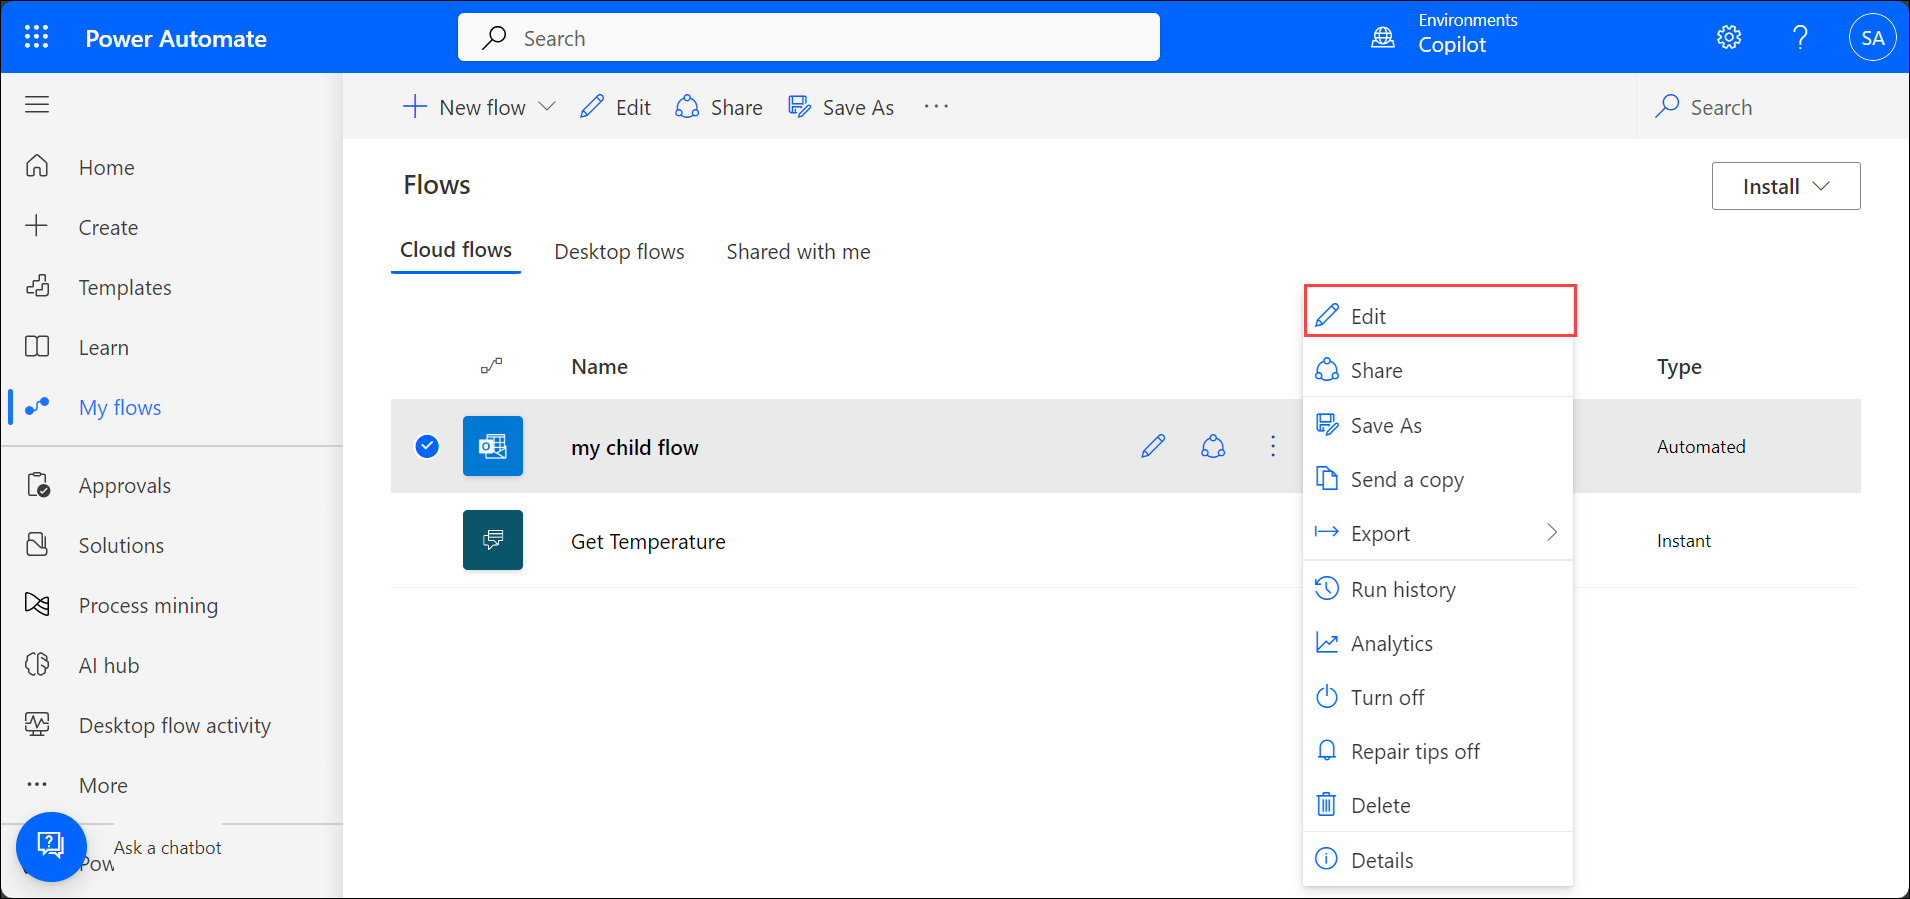 Power Automate
Search
Environments
Copilot
SA
New flow
Edit
Share
Save As
Search
Home
Create
Templates
Learn
My flows
Approvals
Solutions
Process mining
AI hub
Desktop flow activity
More
Pow
Ask a chatbot
Flows
Install
Cloud flows
Desktop flows
Shared with me
Name
Type
my child flow
Automated
Get Temperature
Instant
Edit
Share
Save As
Send a copy
Export
Run history
Analytics
Turn off
Repair tips off
Delete
Details